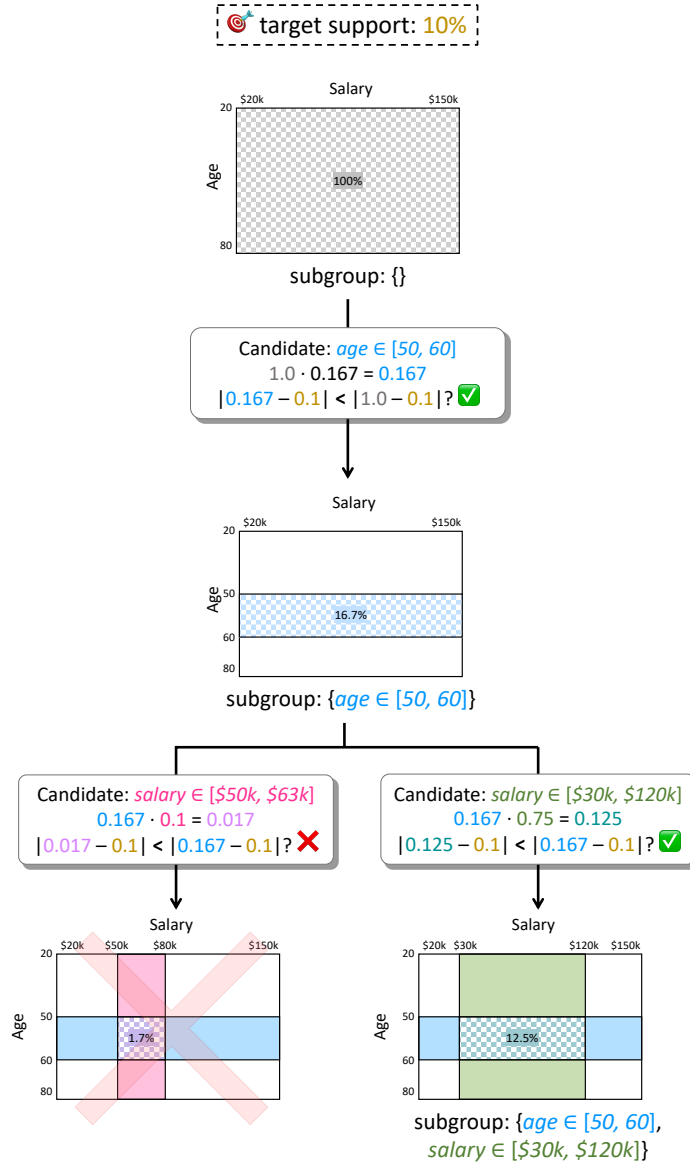 target support: 10%
Salary
$20k $150k
20
Age
100%
80
subgroup: {}
Candidate: age ∈ [50, 60]
1.0 · 0.167 = 0.167
|0.167 – 0.1| < |1.0 – 0.1|?
Salary
$20k $150k
20
50
Age
16.7%
60
80
subgroup: {age ∈ [50, 60]}
Candidate: salary ∈ [$50k, $63k]
0.167 · 0.1 = 0.017
|0.017 – 0.1| < |0.167 – 0.1|?
Candidate: salary ∈ [$30k, $120k]
0.167 · 0.75 = 0.125
|0.125 – 0.1| < |0.167 – 0.1|?
Salary
$20k $50k $80k $150k
20
50
Age
1.7%
60
80
Salary
$20k $30k $120k $150k
20
50
Age
12.5%
60
80
subgroup: {age ∈ [50, 60],
salary ∈ [$30k, $120k]}